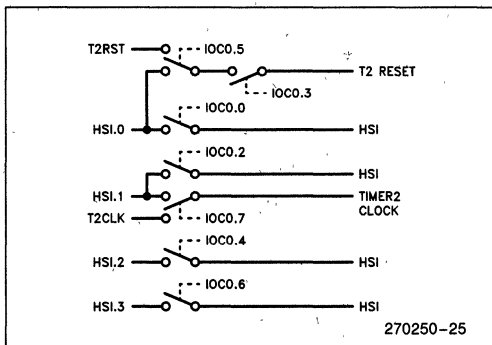 T2RST
IOC0.5
T2 RESET
IOC0.3
IOC0.0
HSI.0
HSI
IOC0.2
HSI
HSI.1
TIMER2
CLOCK
T2CLK
IOC0.7
IOC0.4
HSI.2
HSI
IOC0.6
HSI.3
HSI
270250-25